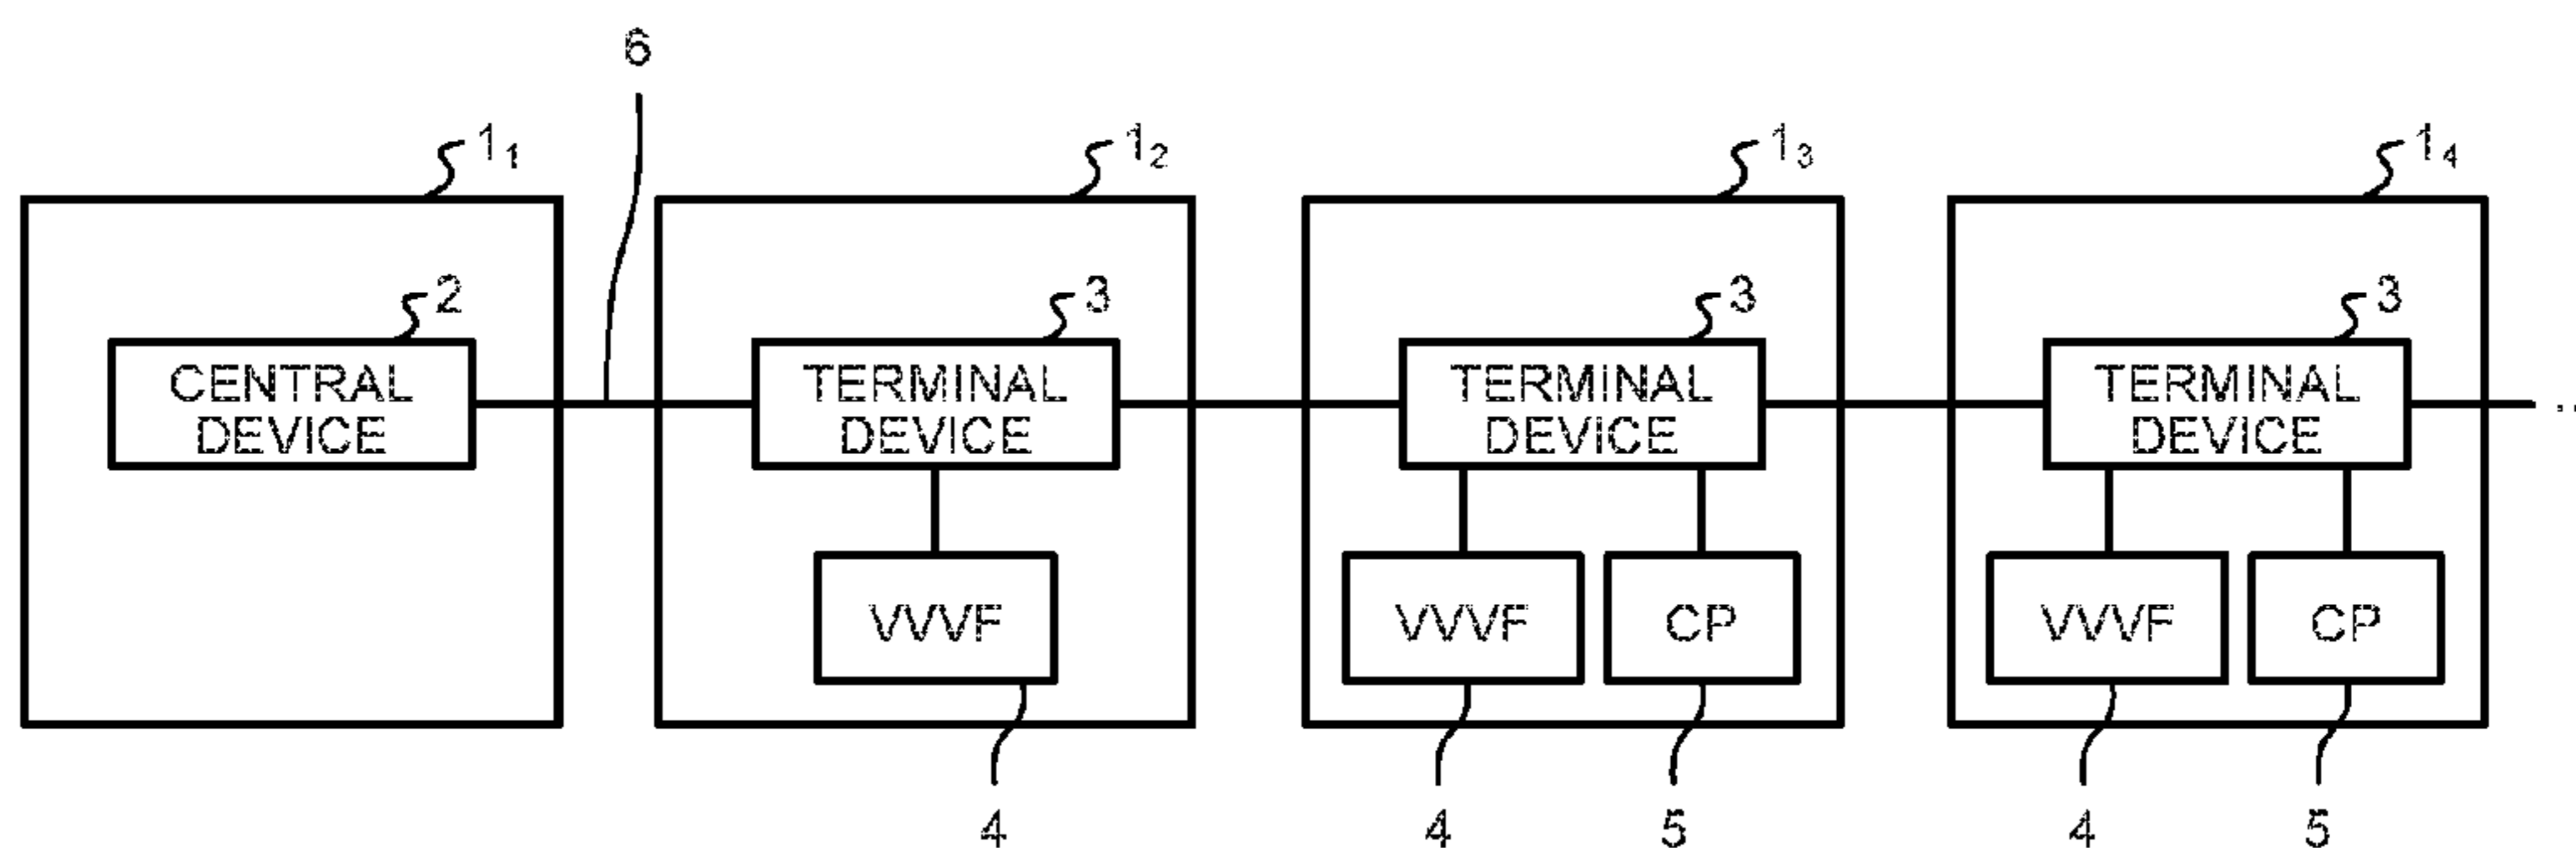 6
1₁ 1₂ 1₃ 1₄
2 3 3 3
CENTRAL DEVICE TERMINAL DEVICE TERMINAL DEVICE TERMINAL DEVICE
VVVF VVVF CP VVVF CP
4 4 5 4 5